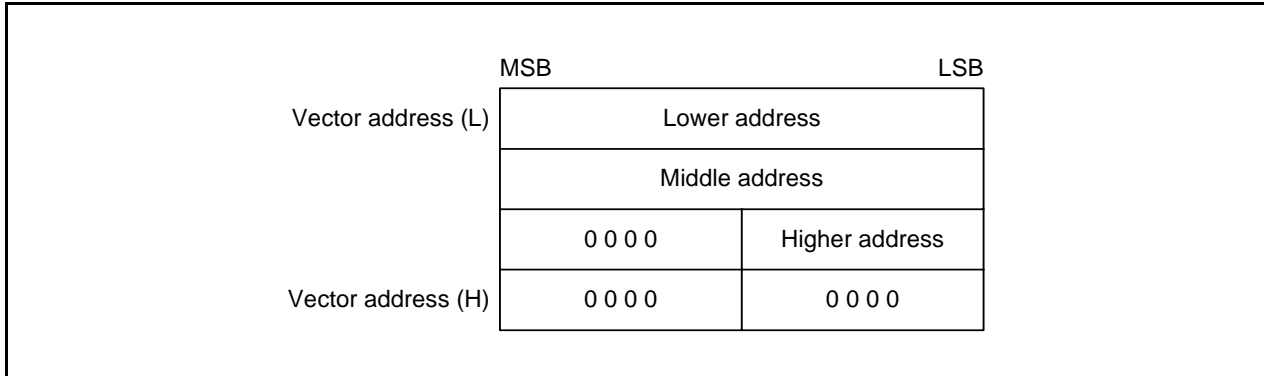 MSB LSB
Vector address (L) Lower address
Middle address
0 0 0 0 Higher address
Vector address (H) 0 0 0 0 0 0 0 0